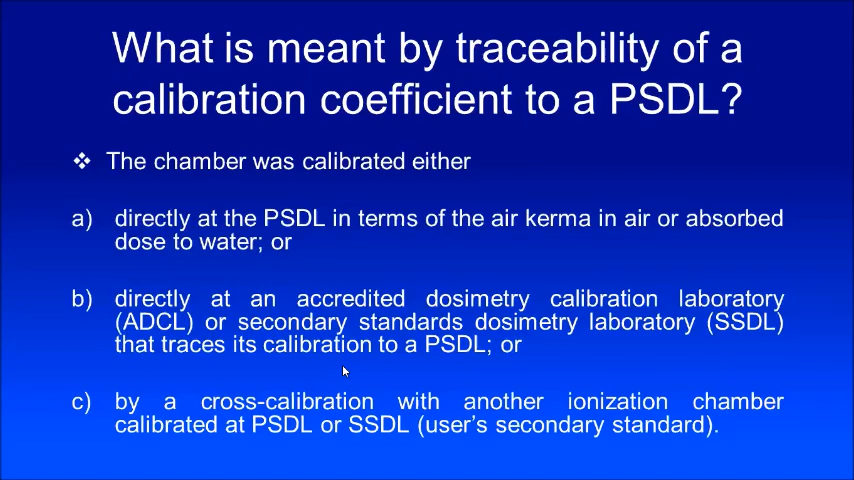 What is meant by traceability of a
calibration coefficient to a PSDL?
❖ The chamber was calibrated either
a) directly at the PSDL in terms of the air kerma in air or absorbed
dose to water; or
b) directly at an accredited dosimetry calibration laboratory
(ADCL) or secondary standards dosimetry laboratory (SSDL)
that traces its calibration to a PSDL; or
c) by a cross-calibration with another ionization chamber
calibrated at PSDL or SSDL (user’s secondary standard).